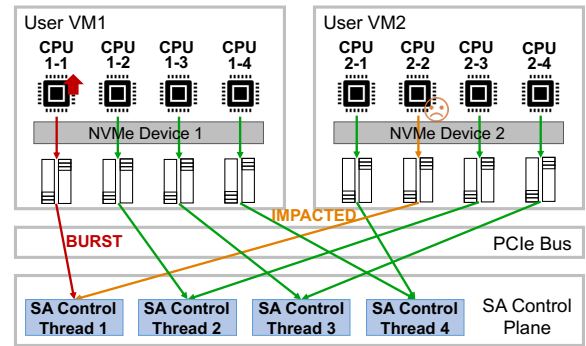 User VM1
User VM2
CPU CPU CPU CPU
1-1 1-2 1-3 1-4
CPU CPU CPU CPU
2-1 2-2 2-3 2-4
NVMe Device 1
NVMe Device 2
IMPACTED
BURST
PCIe Bus
SA Control
Thread 1
SA Control
Thread 2
SA Control
Thread 3
SA Control
Thread 4
SA Control
Plane